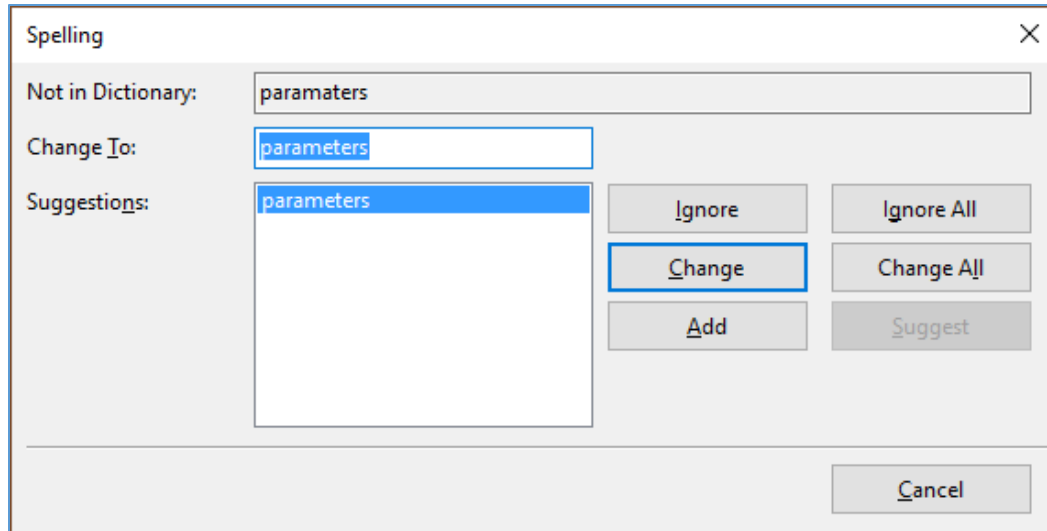 Spelling
Not in Dictionary: paramaters
Change To: parameters
Suggestions: parameters
Ignore Ignore All
Change Change All
Add Suggest
Cancel